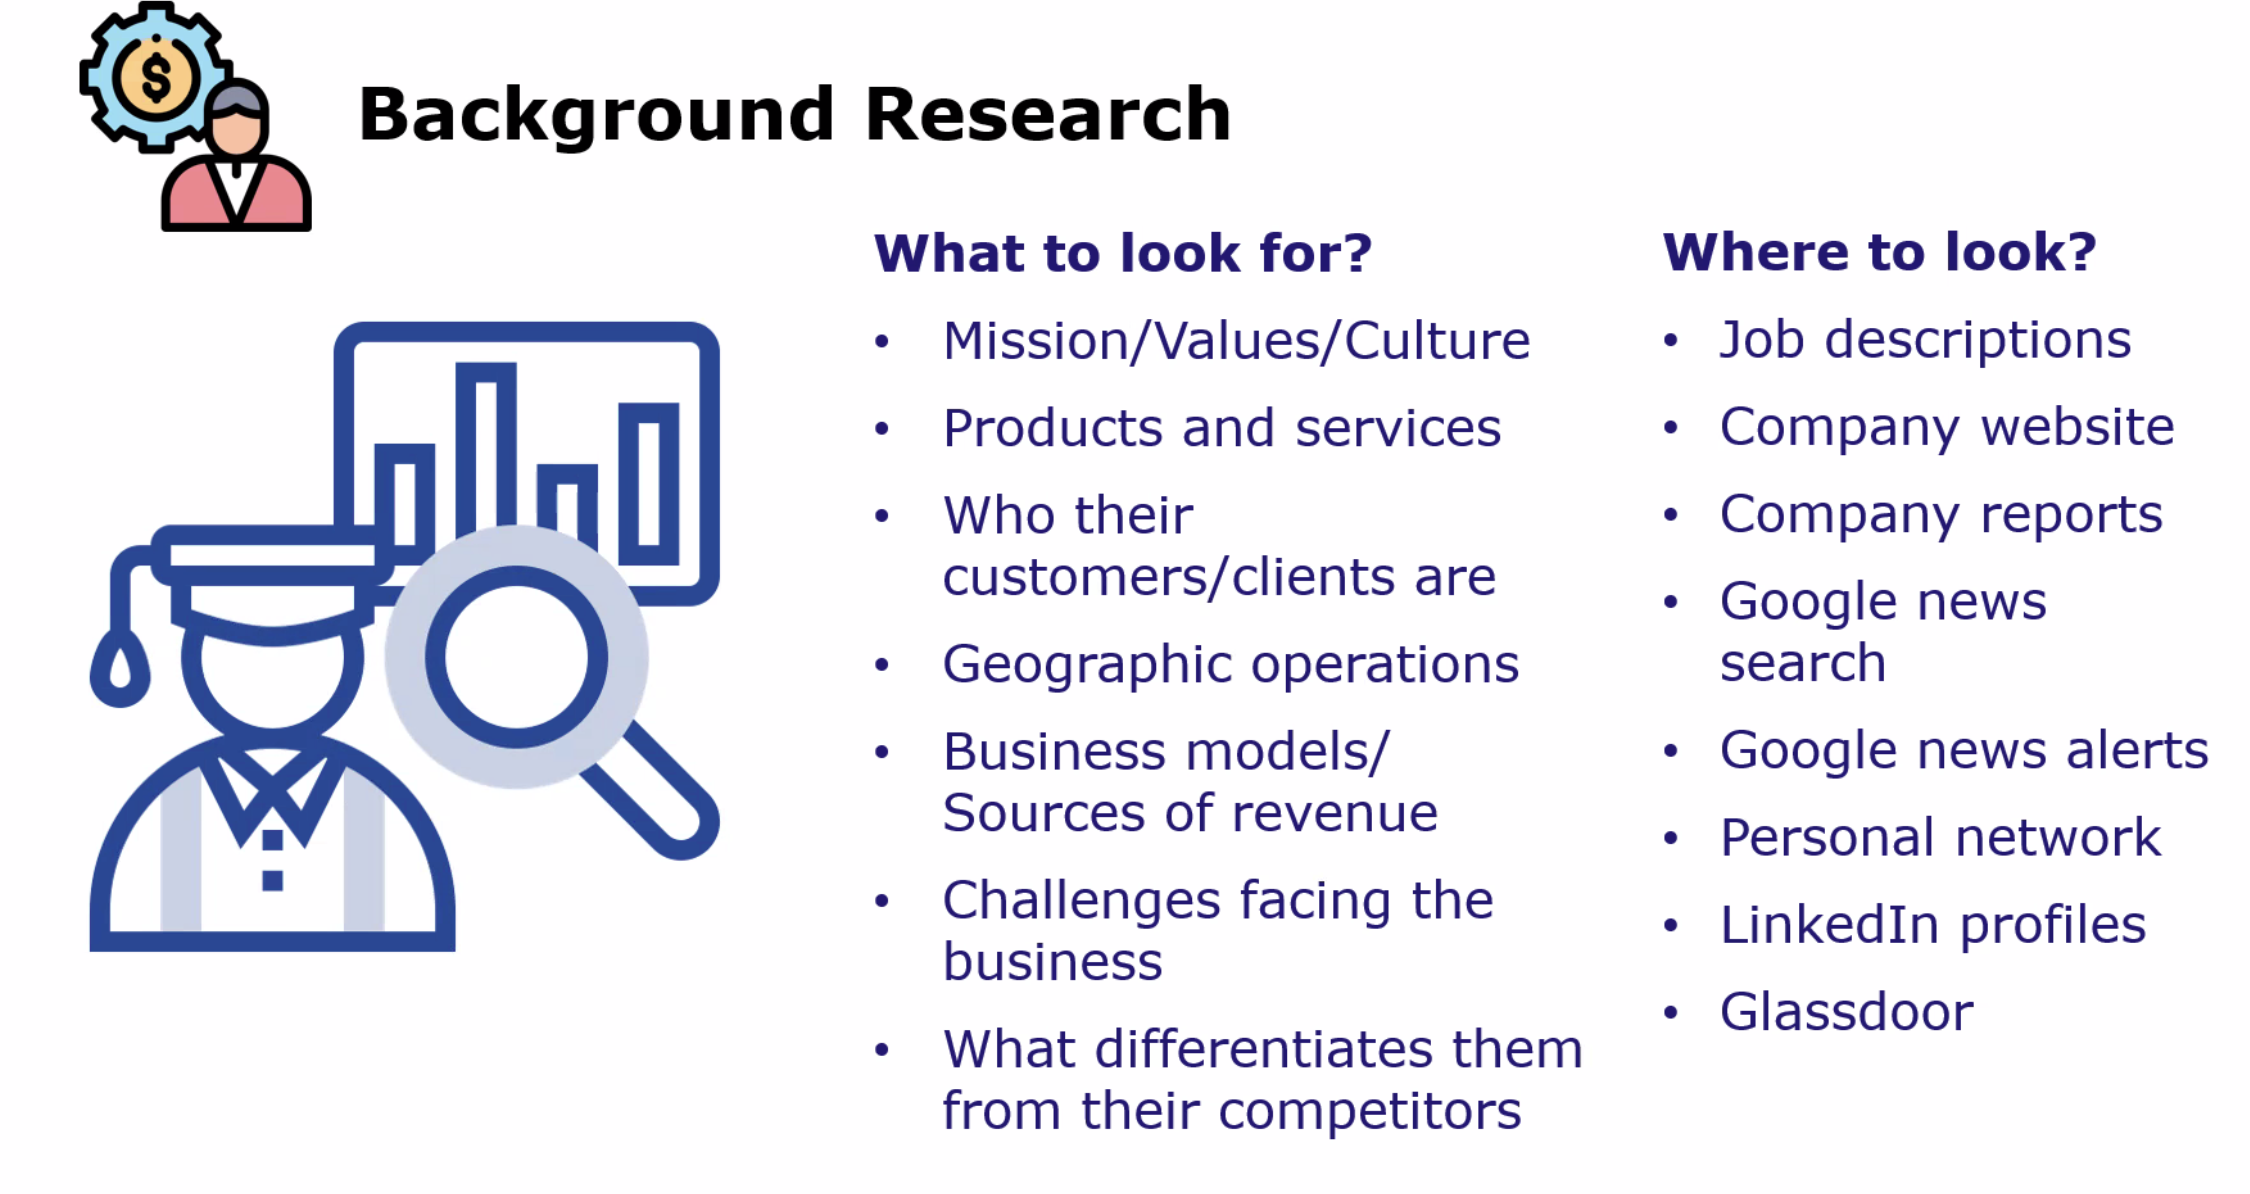 $
Background Research
What to look for?
• Mission/Values/Culture
• Products and services
• Who their
customers/clients are
• Geographic operations
• Business models/
Sources of revenue
• Challenges facing the
business
• What differentiates them
from their competitors
Where to look?
• Job descriptions
• Company website
• Company reports
• Google news
search
• Google news alerts
• Personal network
• LinkedIn profiles
• Glassdoor